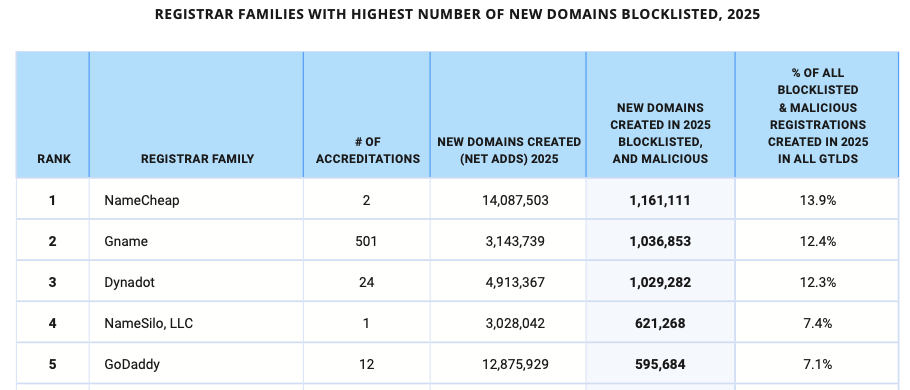 REGISTRAR FAMILIES WITH HIGHEST NUMBER OF NEW DOMAINS BLOCKLISTED, 2025
RANK
REGISTRAR FAMILY
# OF
ACCREDITATIONS
NEW DOMAINS CREATED
(NET ADDS) 2025
NEW DOMAINS
CREATED IN 2025
BLOCKLISTED,
AND MALICIOUS
% OF ALL
BLOCKLISTED
& MALICIOUS
REGISTRATIONS
CREATED IN 2025
IN ALL GTLDS
1 NameCheap 2 14,087,503 1,161,111 13.9%
2 Gname 501 3,143,739 1,036,853 12.4%
3 Dynadot 24 4,913,367 1,029,282 12.3%
4 NameSilo, LLC 1 3,028,042 621,268 7.4%
5 GoDaddy 12 12,875,929 595,684 7.1%